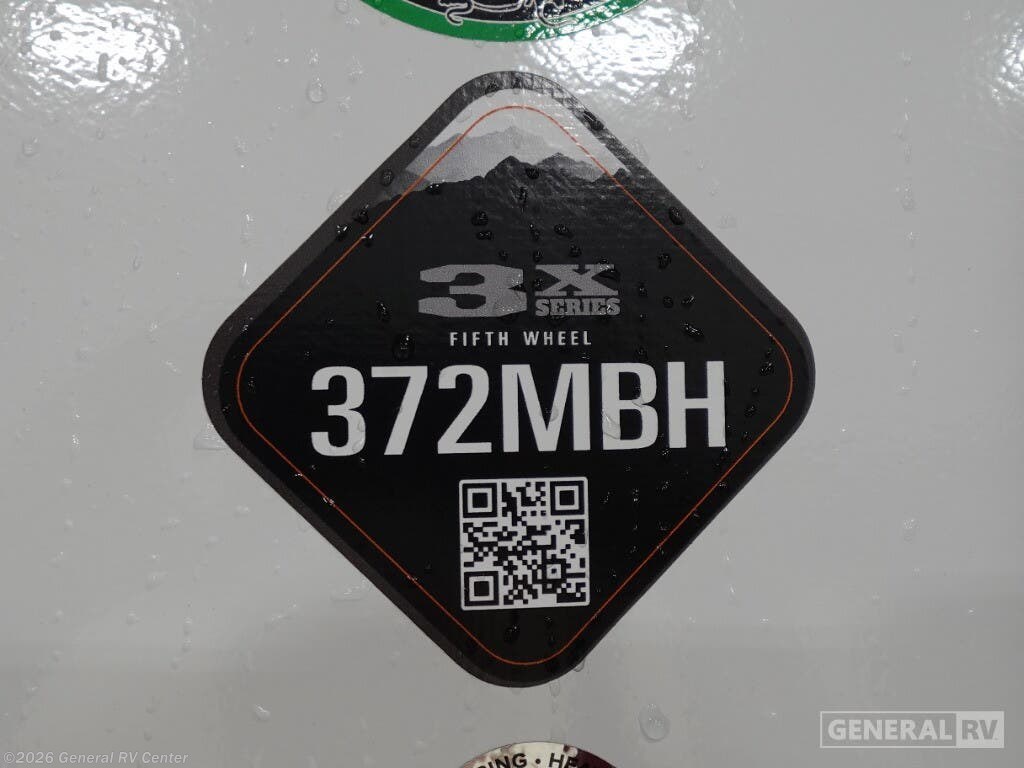 3X
SERIES
FIFTH WHEEL
372MBH
GENERAL RV
©2026 General RV Center